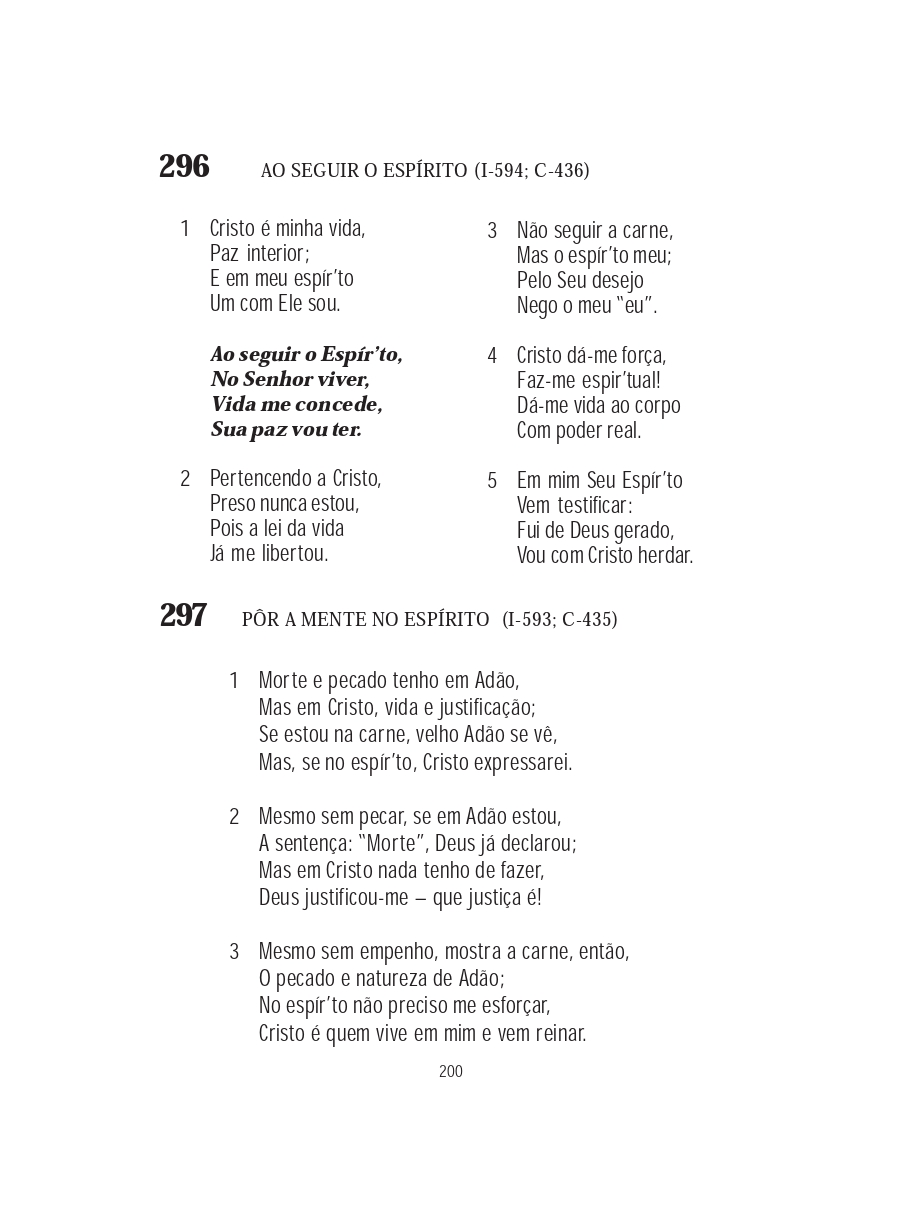 296 AO SEGUIR O ESPÍRITO (I-594; C-436)
1 Cristo é minha vida,
Paz interior;
E em meu espír’to
Um com Ele sou.
Ao seguir o Espír’to,
No Senhor viver,
Vida me concede,
Sua paz vou ter.
2 Pertencendo a Cristo,
Preso nunca estou,
Pois a lei da vida
Já me libertou.
3 Não seguir a carne,
Mas o espír’to meu;
Pelo Seu desejo
Nego o meu “eu”.
4 Cristo dá-me força,
Faz-me espir’tual!
Dá-me vida ao corpo
Com poder real.
5 Em mim Seu Espír’to
Vem testificar:
Fui de Deus gerado,
Vou com Cristo herdar.
297 PÔR A MENTE NO ESPÍRITO (I-593; C-435)
1 Morte e pecado tenho em Adão,
Mas em Cristo, vida e justificação;
Se estou na carne, velho Adão se vê,
Mas, se no espír’to, Cristo expressarei.
2 Mesmo sem pecar, se em Adão estou,
A sentença: “Morte”, Deus já declarou;
Mas em Cristo nada tenho de fazer,
Deus justificou-me – que justiça é!
3 Mesmo sem empenho, mostra a carne, então,
O pecado e natureza de Adão;
No espír’to não preciso me esforçar,
Cristo é quem vive em mim e vem reinar.
200